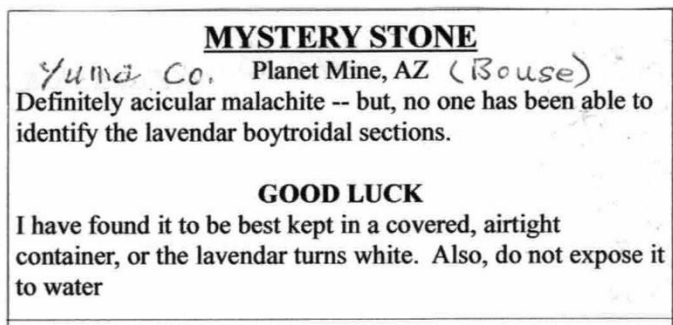 MYSTERY STONE
Yuma Co. Planet Mine, AZ (Bouse)
Definitely acicular malachite -- but, no one has been able to
identify the lavendar boytroidal sections.
GOOD LUCK
I have found it to be best kept in a covered, airtight
container, or the lavendar turns white. Also, do not expose it
to water